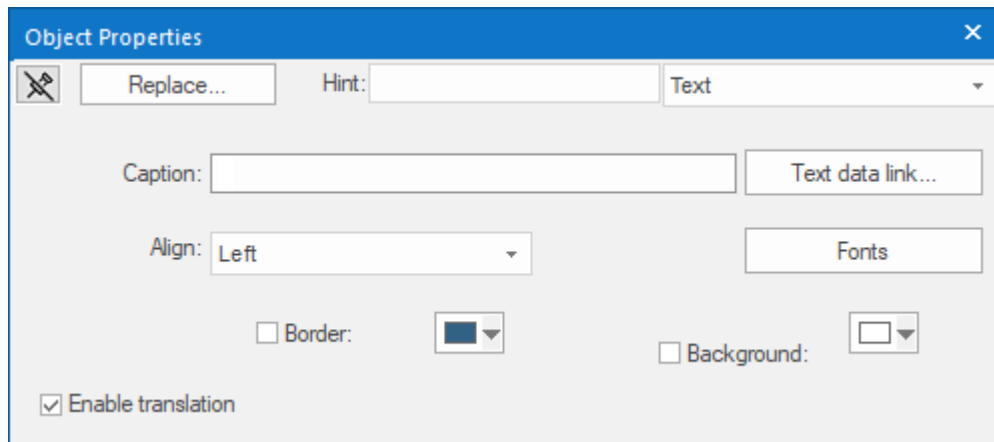 Object Properties
Replace... Hint: Text
Caption: Text data link...
Align: Left Fonts
Border:
Background:
Enable translation